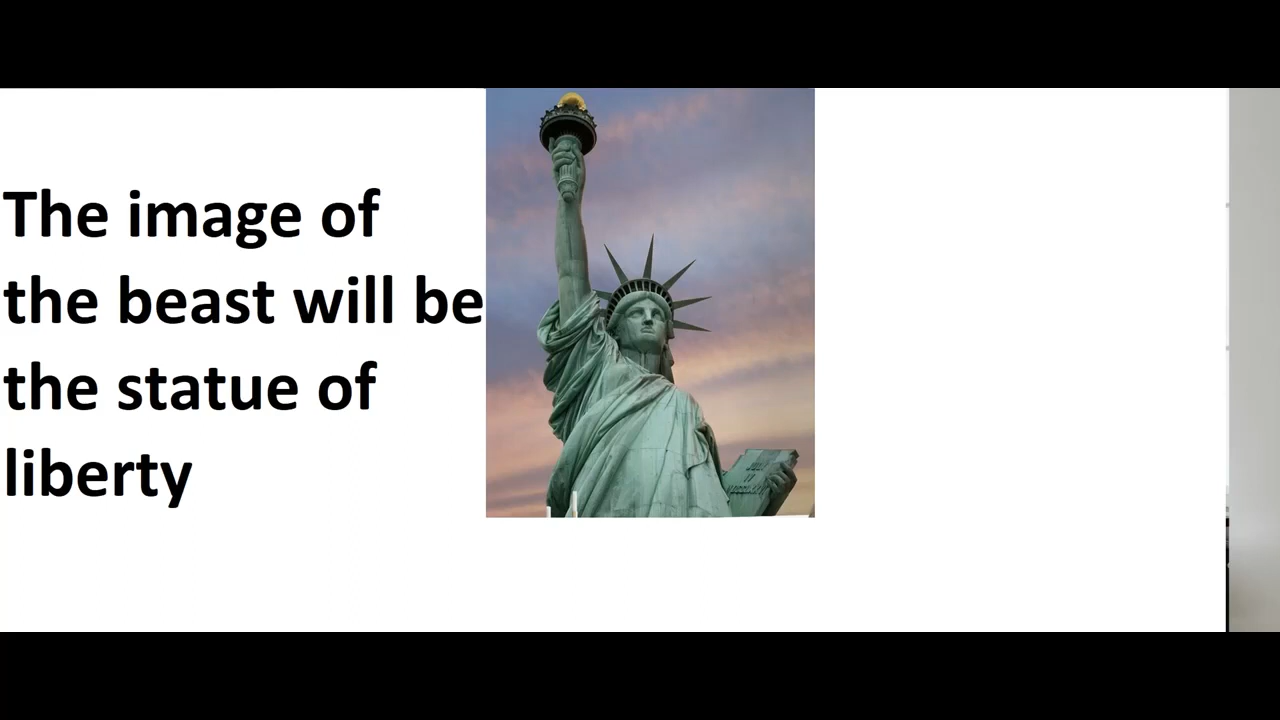 The image of
the beast will be
the statue of
liberty